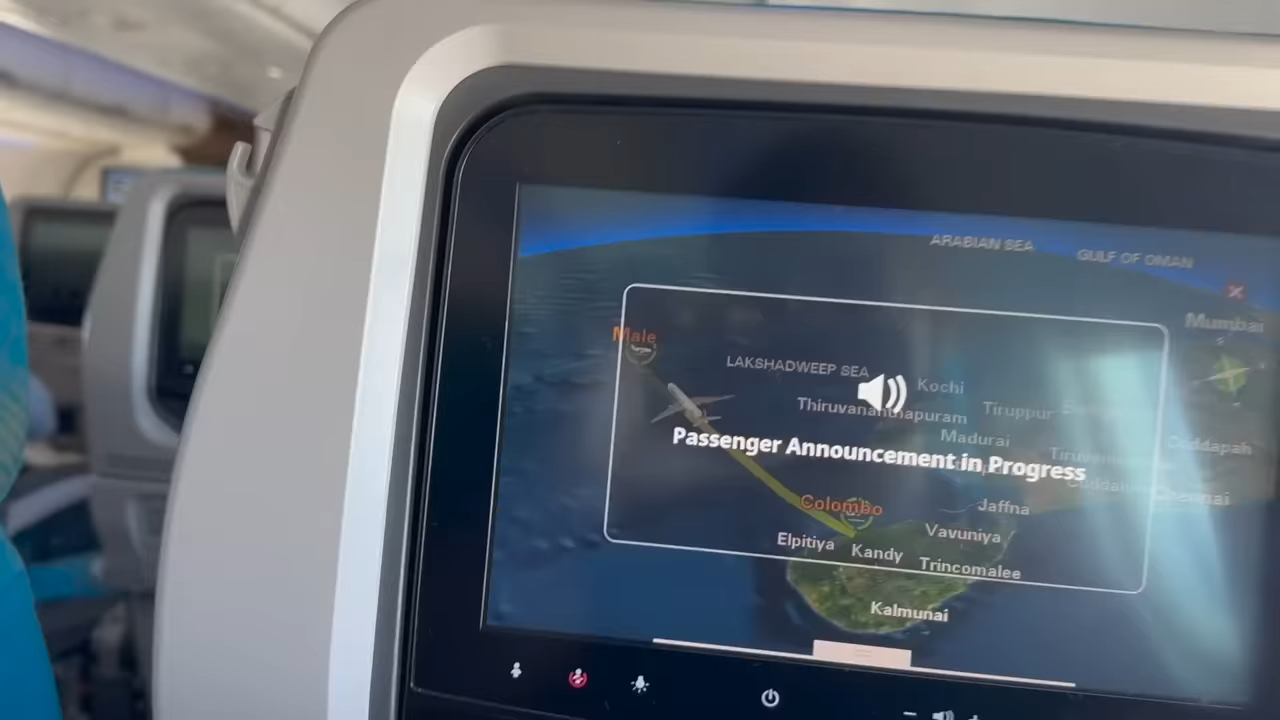 ARABIAN SEA
GULF OF OMAN
Mumbai
Male
LAKSHADWEEP SEA
Kochi
Thiruvananthapuram
Tiruppur
Madurai
Cuddapah
Passenger Announcement in Progress
Chennai
Colombo
Jaffna
Vavuniya
Elpitiya
Kandy
Trincomalee
Kalmunai